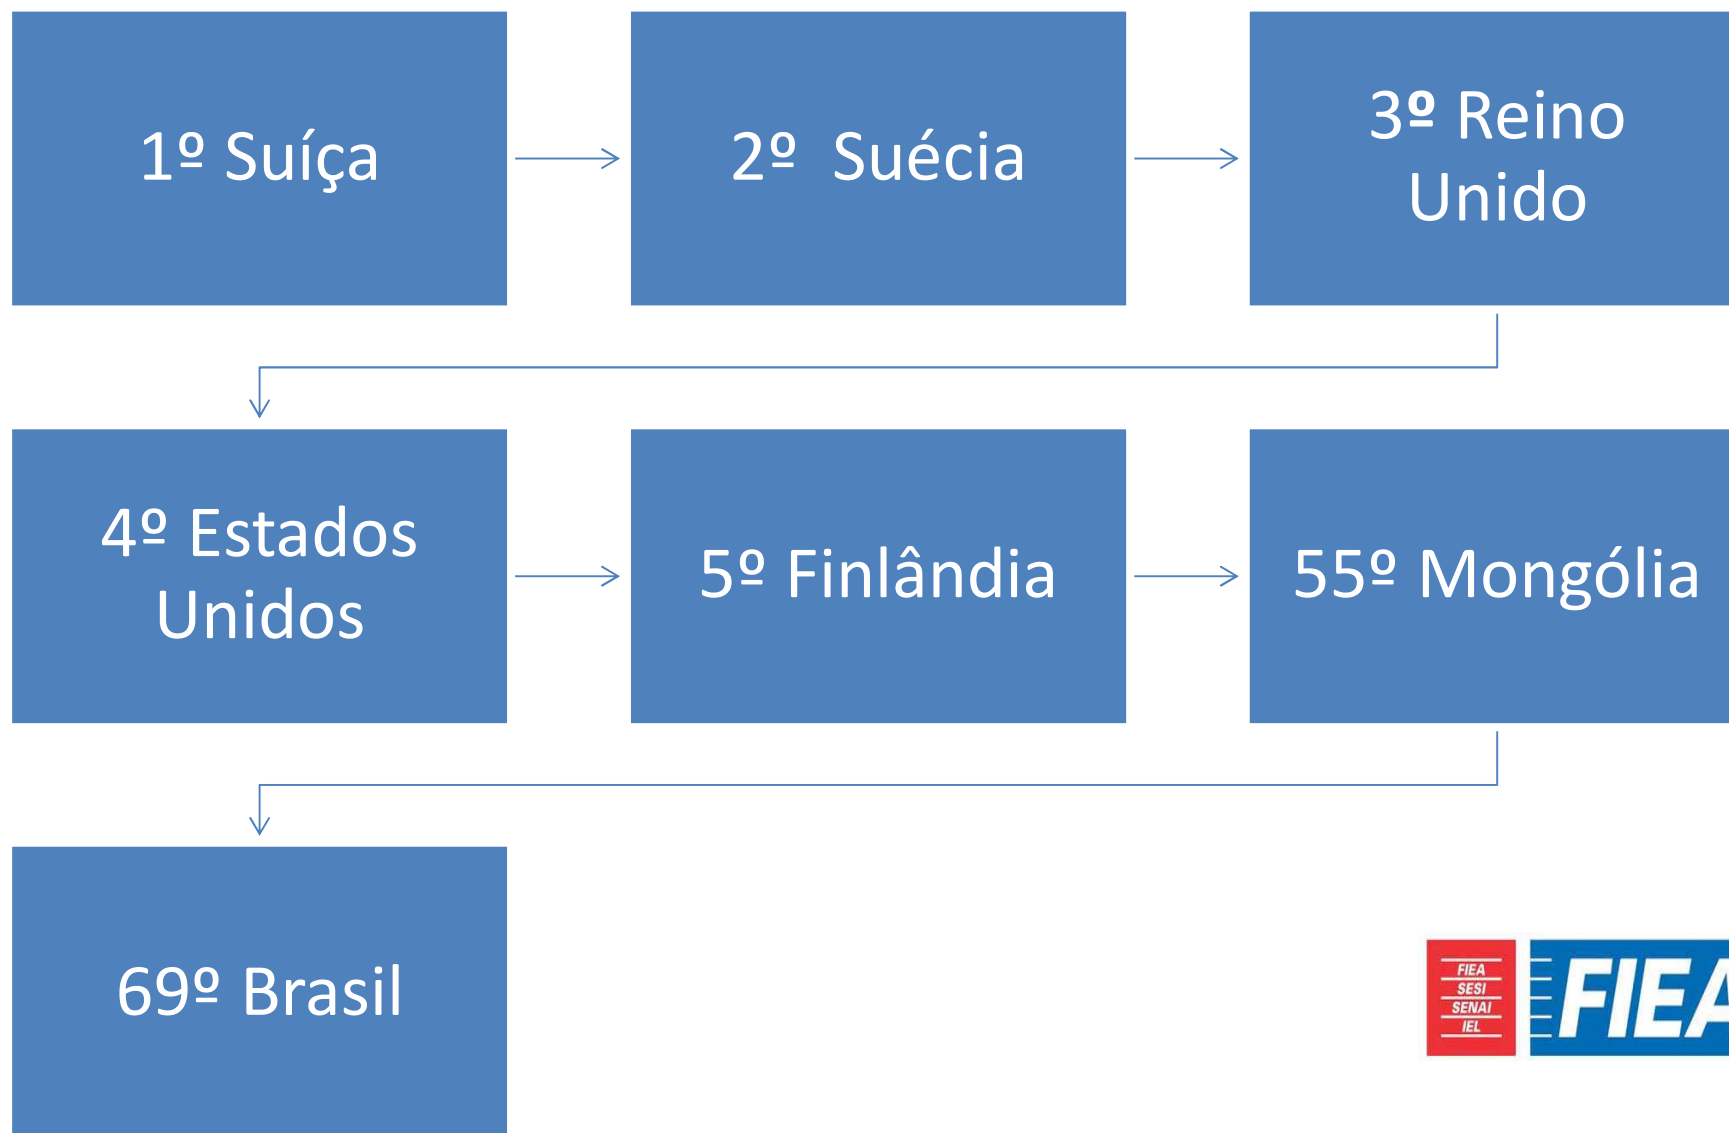 1º Suíça
2º Suécia
3º Reino
Unido
4º Estados
Unidos
5º Finlândia
55º Mongólia
69º Brasil
FIEA
SESI
SENAI
IEL
FIEA